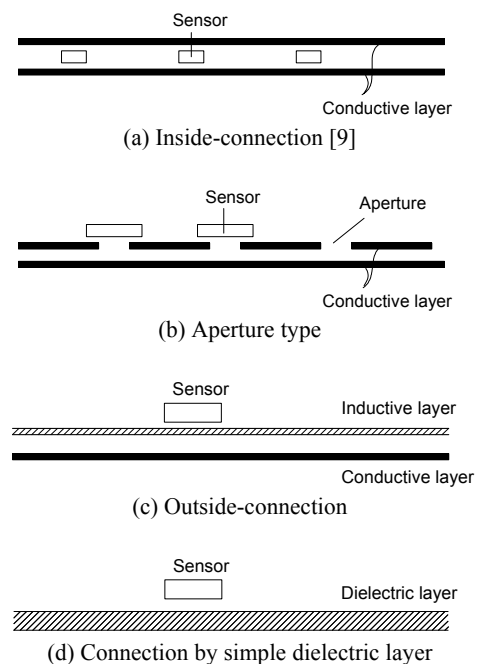 Sensor
Conductive layer
(a) Inside-connection [9]
Sensor
Aperture
Conductive layer
(b) Aperture type
Sensor
Inductive layer
Conductive layer
(c) Outside-connection
Sensor
Dielectric layer
(d) Connection by simple dielectric layer